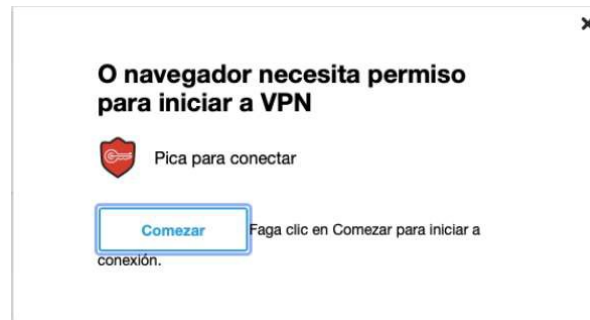 O navegador necesita permiso
para iniciar a VPN
Pica para conectar
Comezar Faga clic en Comezar para iniciar a
conexión.